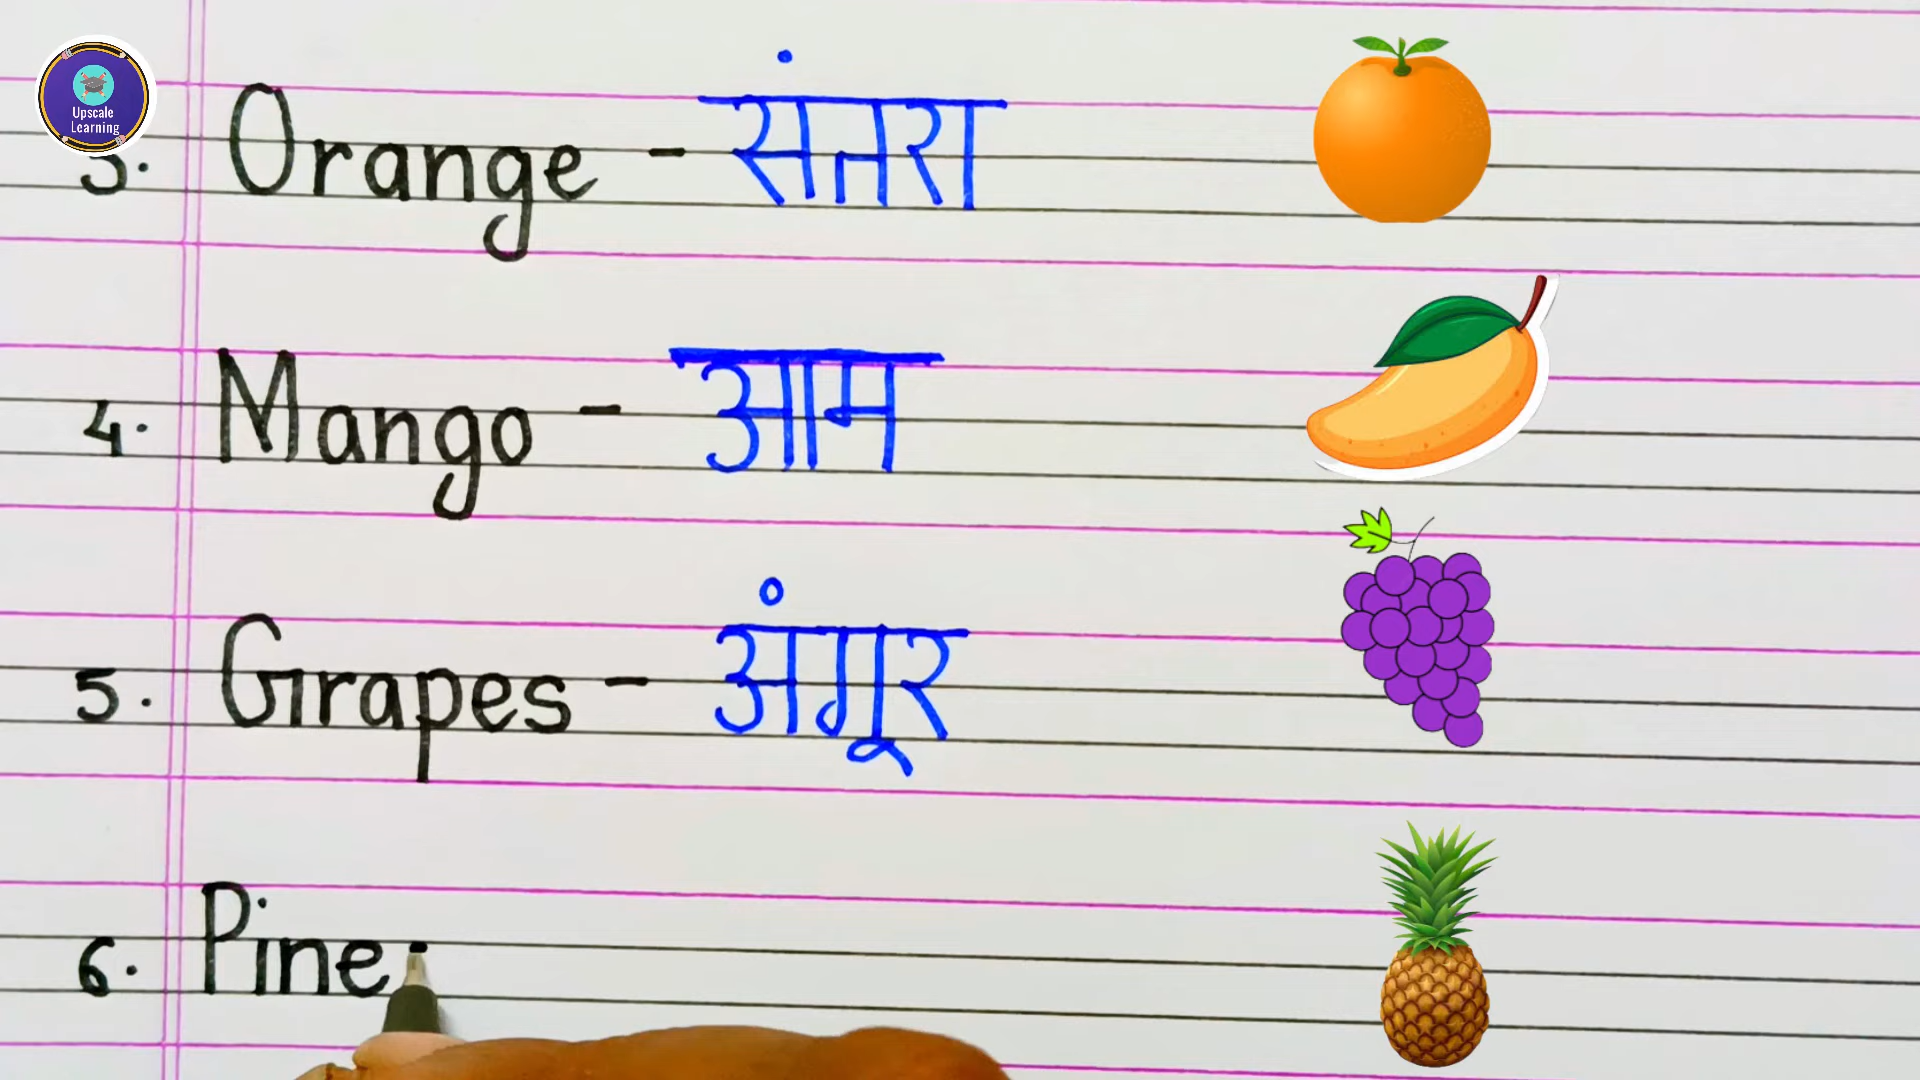 Upscale
Learning
3. Orange - संतरा
4. Mango - आम
5. Grapes - अंगूर
6. Pine